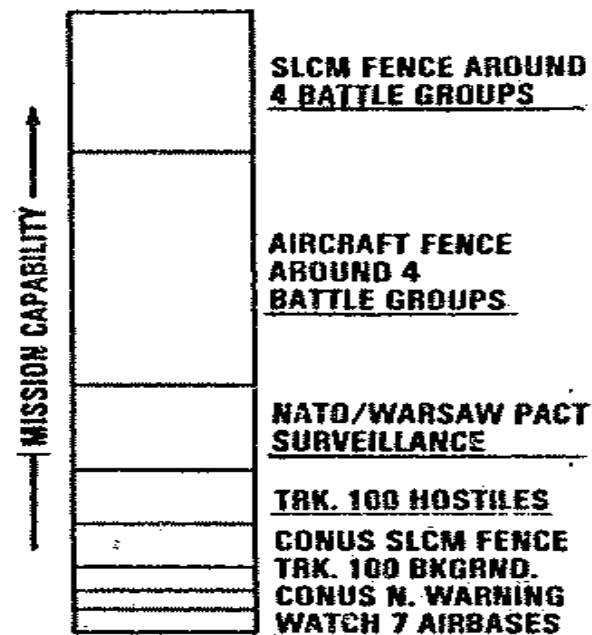 SLCM FENCE AROUND
4 BATTLE GROUPS
AIRCRAFT FENCE
AROUND 4
BATTLE GROUPS
MISSION CAPABILITY
NATO/WARSAW PACT
SURVEILLANCE
TRK. 100 HOSTILES
CONUS SLCM FENCE
TRK. 100 BKGRND.
CONUS N. WARNING
WATCH 7 AIRBASES